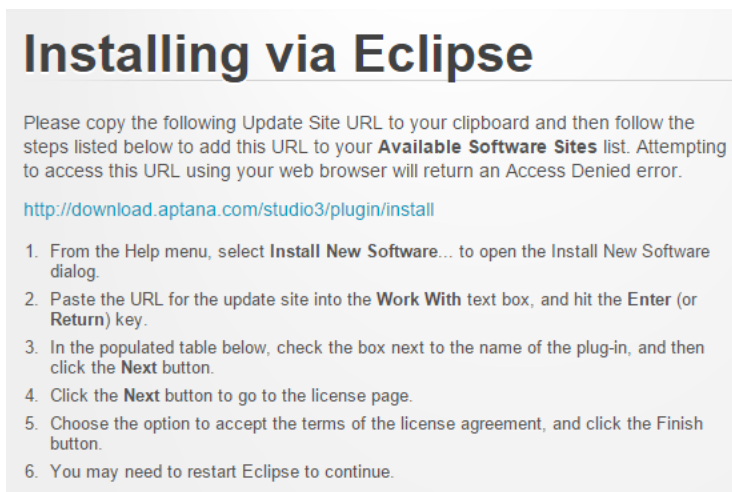 Installing via Eclipse
Please copy the following Update Site URL to your clipboard and then follow the
steps listed below to add this URL to your Available Software Sites list. Attempting
to access this URL using your web browser will return an Access Denied error.
http://download.aptana.com/studio3/plugin/install
1. From the Help menu, select Install New Software... to open the Install New Software
dialog.
2. Paste the URL for the update site into the Work With text box, and hit the Enter (or
Return) key.
3. In the populated table below, check the box next to the name of the plug-in, and then
click the Next button.
4. Click the Next button to go to the license page.
5. Choose the option to accept the terms of the license agreement, and click the Finish
button.
6. You may need to restart Eclipse to continue.